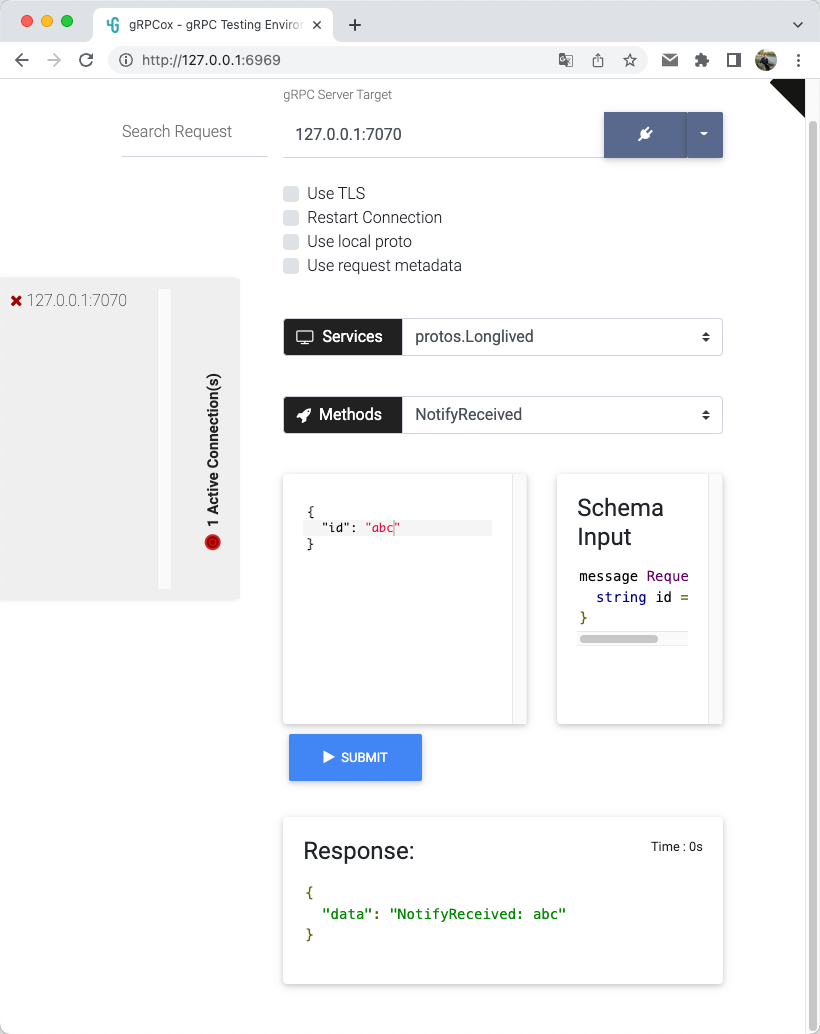 gRPCox - gRPC Testing Enviror
http://127.0.0.1:6969
gRPC Server Target
Search Request
127.0.0.1:7070
Use TLS
Restart Connection
Use local proto
Use request metadata
127.0.0.1:7070
1 Active Connection(s)
Services
protos.Longlived
Methods
NotifyReceived
{
"id": "abc"
}
Schema
Input
message Reque
string id =
}
SUBMIT
Response:
Time : 0s
{
"data": "NotifyReceived: abc"
}